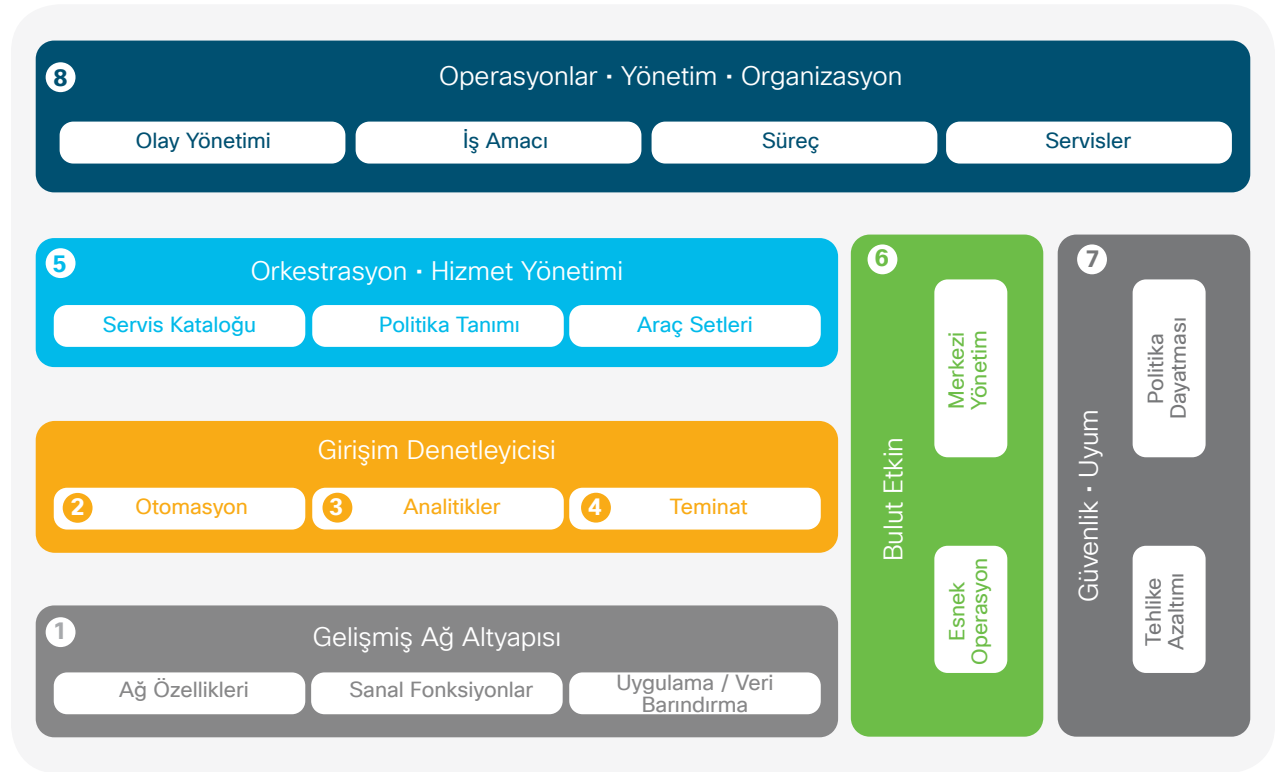 8
Operasyonlar · Yönetim · Organizasyon
Olay Yönetimi
İş Amacı
Süreç
Servisler
5
Orkestrasyon · Hizmet Yönetimi
Servis Kataloğu
Politika Tanımı
Araç Setleri
Girişim Denetleyicisi
2 Otomasyon
3 Analitikler
4 Teminat
1
Gelişmiş Ağ Altyapısı
Ağ Özellikleri
Sanal Fonksiyonlar
Uygulama / Veri
Barındırma
6
Bulut Etkin
Merkezi
Yönetim
Esnek
Operasyon
7
Güvenlik · Uyum
Politika
Dayatması
Tehlike
Azaltımı